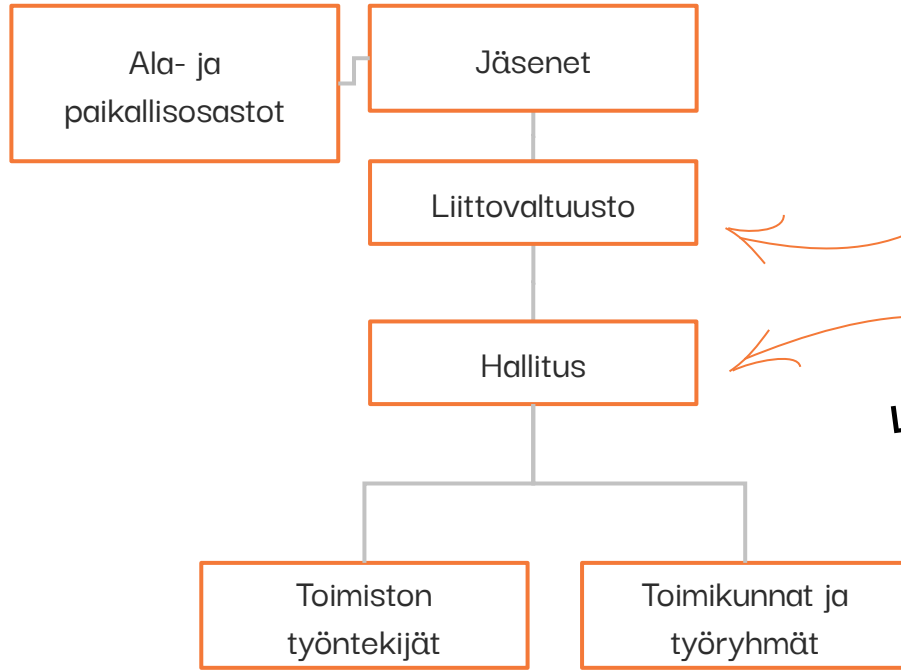 Ala- ja
paikallisosastot
Jäsenet
Liittovaltuusto
Hallitus
Toimiston
työntekijät
Toimikunnat ja
työryhmät